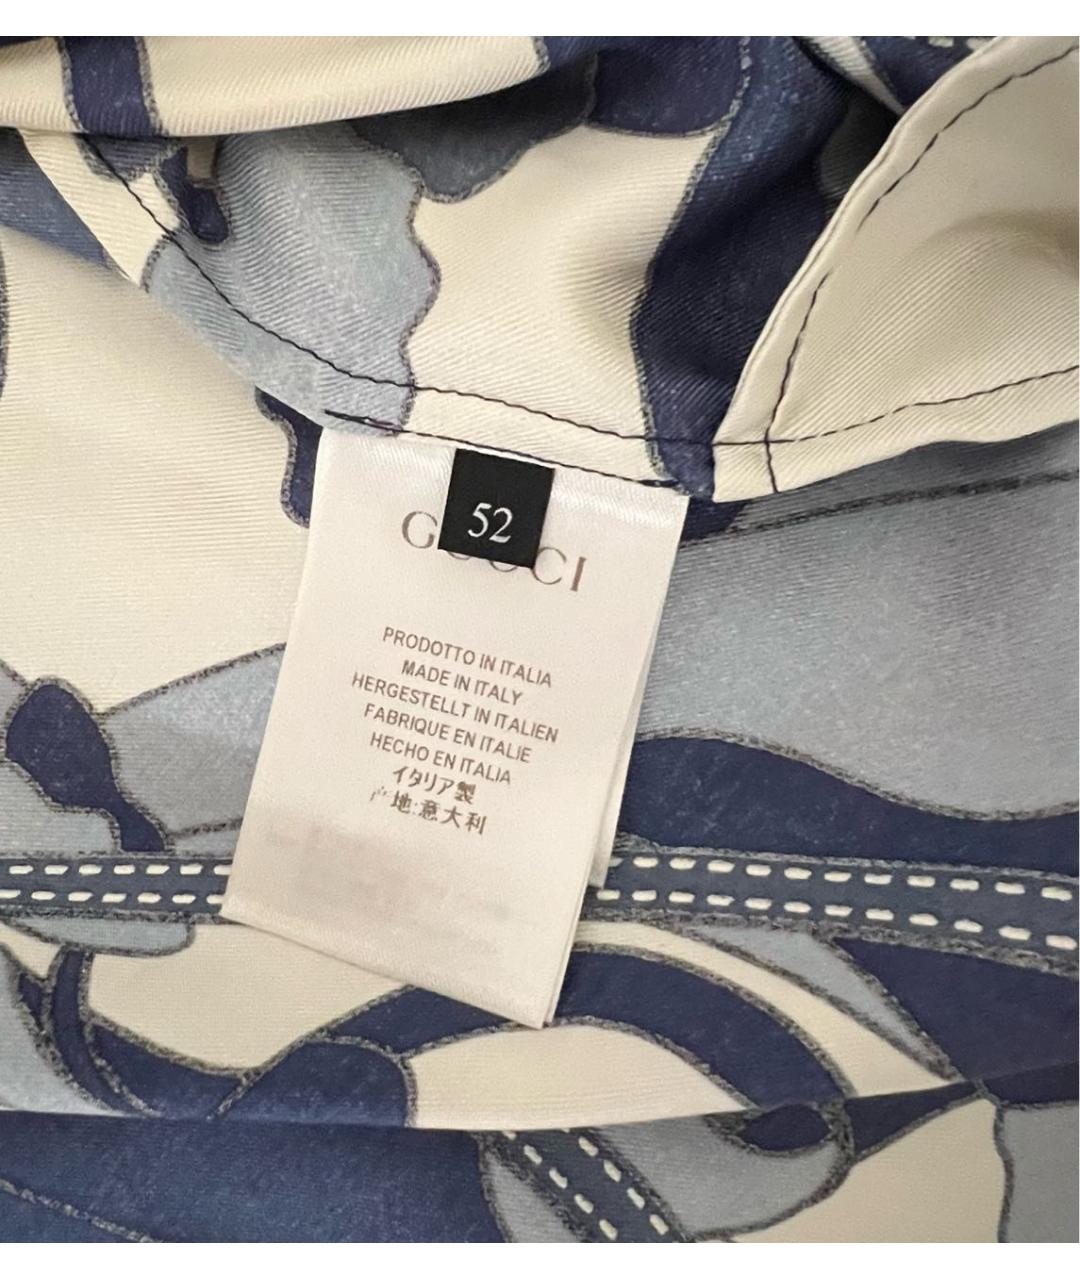 52
GUCCI
PRODOTTO IN ITALIA
MADE IN ITALY
HERGESTELLT IN ITALIEN
FABRIQUE EN ITALIE
HECHO EN ITALIA
イタリア製
产地:意大利